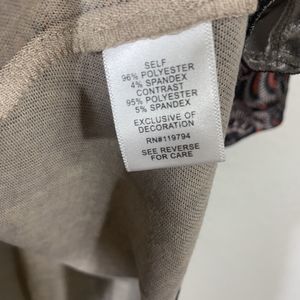 SELF
96% POLYESTER
4% SPANDEX
CONTRAST
95% POLYESTER
5% SPANDEX
EXCLUSIVE OF
DECORATION
RN#119794
SEE REVERSE
FOR CARE